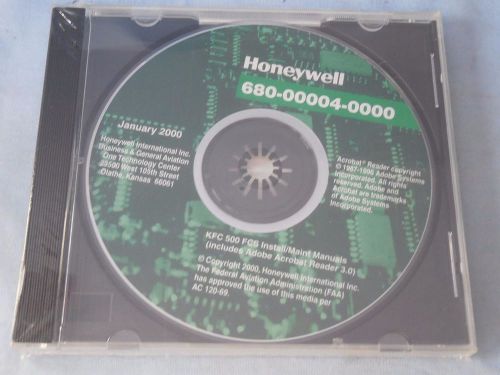 Honeywell
680-00004-0000
January 2000
Honeywell International Inc.
Business & General Aviation
One Technology Center
23500 West 105th Street
Olathe, Kansas 66061
Acrobat® Reader copyright
© 1987-1996 Adobe Systems
Incorporated. All rights
reserved. Adobe and
Acrobat are trademarks
of Adobe Systems
Incorporated.
KFC 500 FCS Install/Maint Manuals
(includes Adobe Acrobat Reader 3.0)
© Copyright 2000, Honeywell International Inc.
The Federal Aviation Administration (FAA)
has approved the use of this media per
AC 120-69.